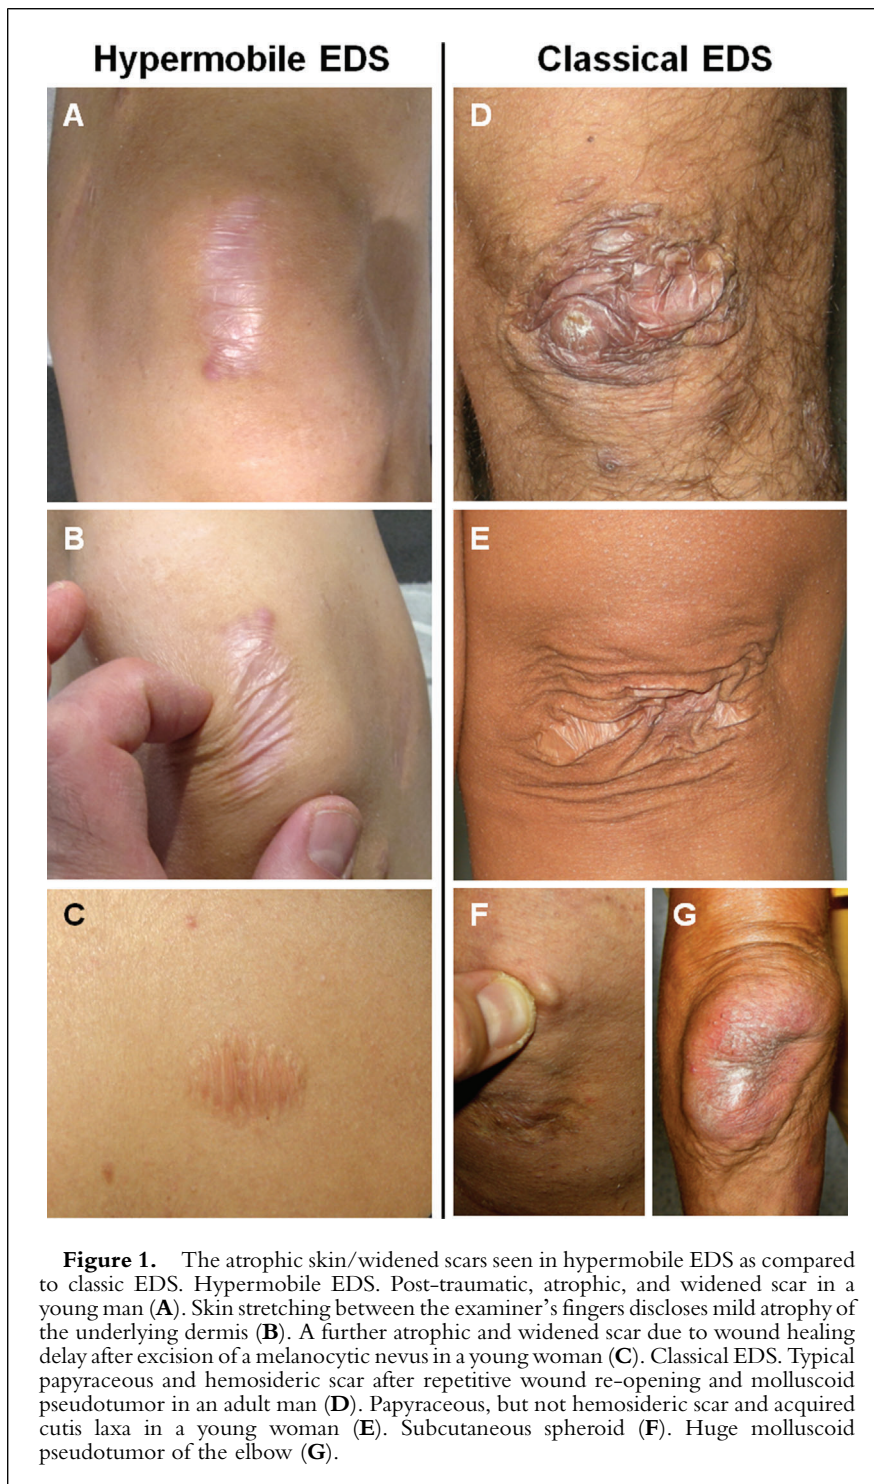 Hypermobile EDS
Classical EDS
A
D
B
E
C
F
G
Figure 1. The atrophic skin/widened scars seen in hypermobile EDS as compared
to classic EDS. Hypermobile EDS. Post-traumatic, atrophic, and widened scar in a
young man (A). Skin stretching between the examiner's fingers discloses mild atrophy of
the underlying dermis (B). A further atrophic and widened scar due to wound healing
delay after excision of a melanocytic nevus in a young woman (C). Classical EDS. Typical
papyraceous and hemosideric scar after repetitive wound re-opening and molluscoid
pseudotumor in an adult man (D). Papyraceous, but not hemosideric scar and acquired
cutis laxa in a young woman (E). Subcutaneous spheroid (F). Huge molluscoid
pseudotumor of the elbow (G).